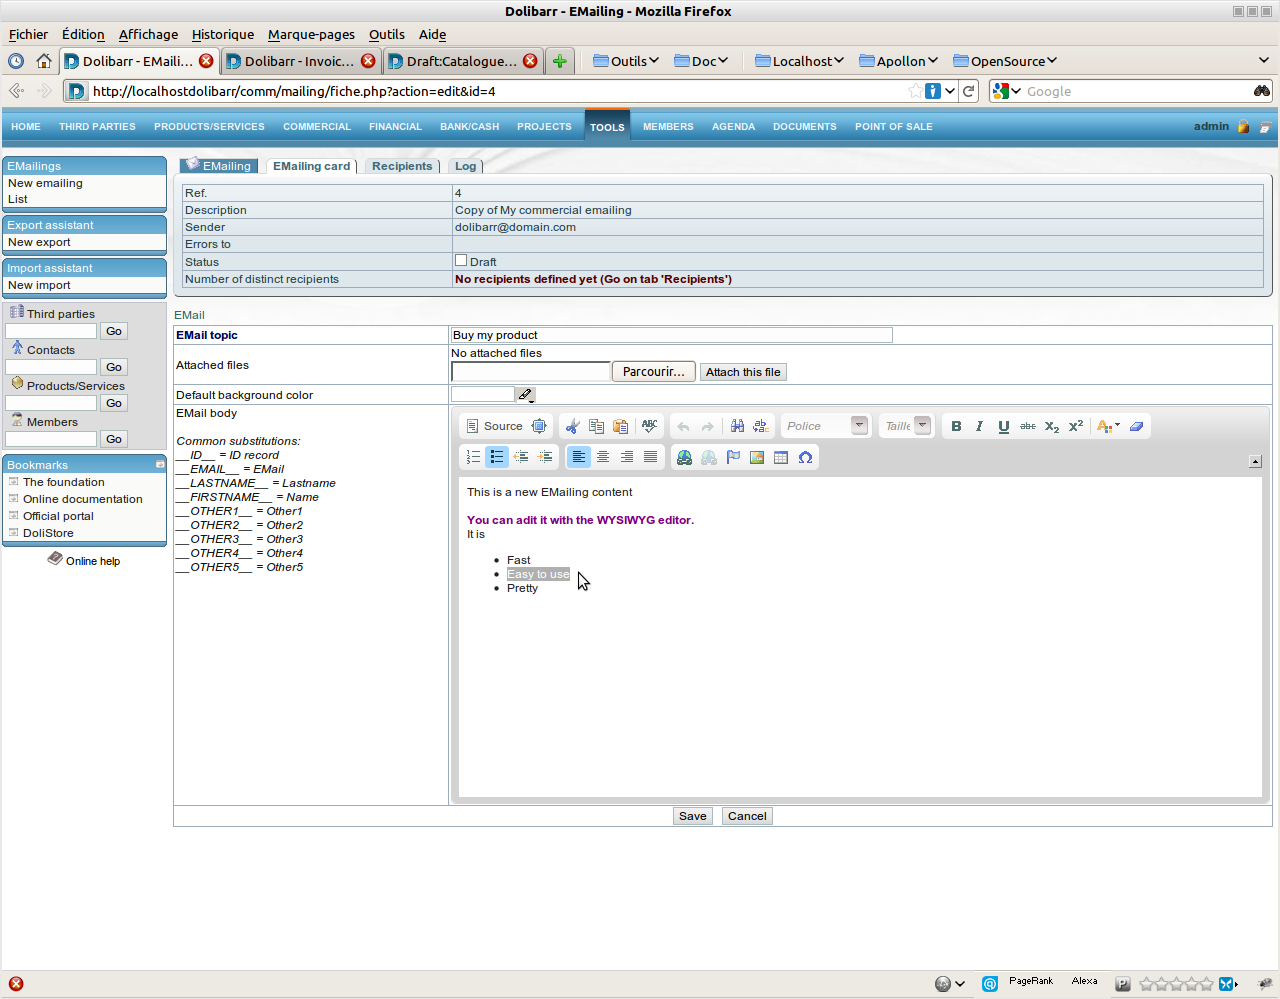 Dolibarr - EMailing - Mozilla Firefox
Fichier Édition Affichage Historique Marque-pages Outils Aide
Dolibarr - EMaili... Dolibarr - Invoic... Draft:Catalogue... Outils Doc Localhost Apollon OpenSource
http://localhostdolibarr/comm/mailing/fiche.php?action=edit&id=4 Google
HOME THIRD PARTIES PRODUCTS/SERVICES COMMERCIAL FINANCIAL BANK/CASH PROJECTS TOOLS MEMBERS AGENDA DOCUMENTS POINT OF SALE admin
EMailings
New emailing
List
Export assistant
New export
Import assistant
New import
Third parties
Go
Contacts
Go
Products/Services
Go
Members
Go
Bookmarks
The foundation
Online documentation
Official portal
DoliStore
Online help
EMailing EMailing card Recipients Log
Ref. 4
Description Copy of My commercial emailing
Sender dolibarr@domain.com
Errors to
Status Draft
Number of distinct recipients No recipients defined yet (Go on tab 'Recipients')
EMail
EMail topic Buy my product
Attached files No attached files
Parcourir... Attach this file
Default background color
EMail body
Common substitutions:
__ID__ = ID record
__EMAIL__ = EMail
__LASTNAME__ = Lastname
__FIRSTNAME__ = Name
__OTHER1__ = Other1
__OTHER2__ = Other2
__OTHER3__ = Other3
__OTHER4__ = Other4
__OTHER5__ = Other5
Source ABC Police Taille B I U abc X2 X2 A
This is a new EMailing content
You can adit it with the WYSIWYG editor.
It is
Fast
Easy to use
Pretty
Save Cancel
PageRank Alexa P